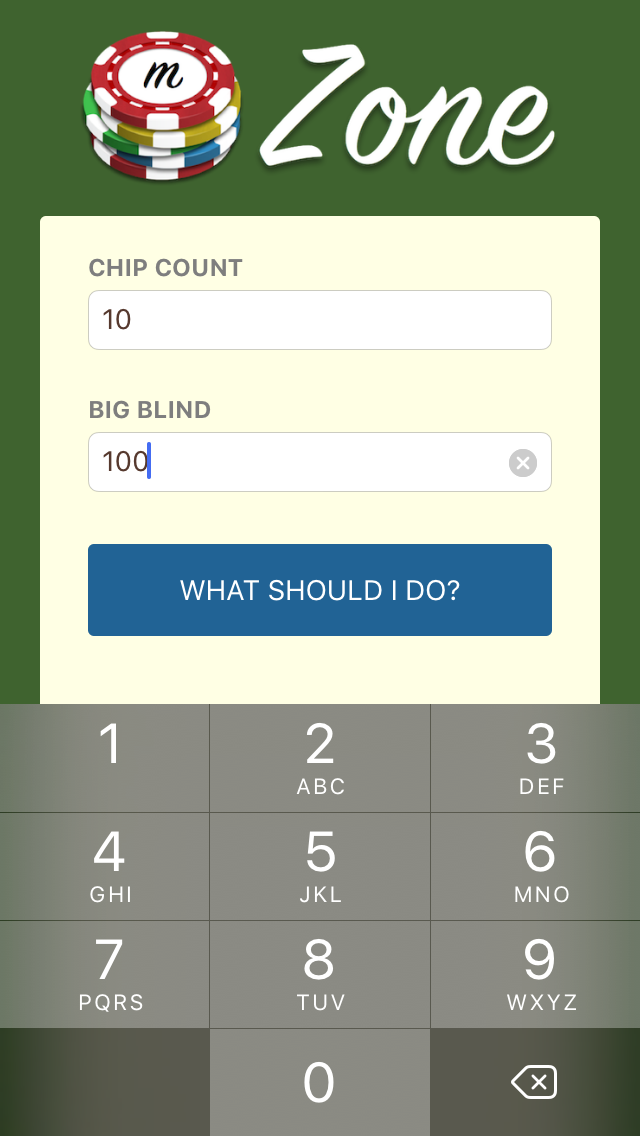 m
Zone
CHIP COUNT
10
BIG BLIND
100
WHAT SHOULD I DO?
1 2 3
ABC DEF
4 5 6
GHI JKL MNO
7 8 9
PQRS TUV WXYZ
0